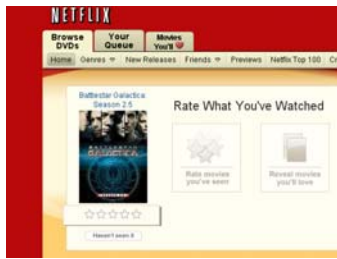 NETFLIX
Browse DVDs
Your Queue
Movies You'll ♥
Home Genres New Releases Friends Previews Netflix Top 100
Battlestar Galactica
Season 2.5
Rate What You've Watched
BATTLESTAR
GALACTICA
Rate movies you've seen
Reveal movies you'll love
Haven't seen it